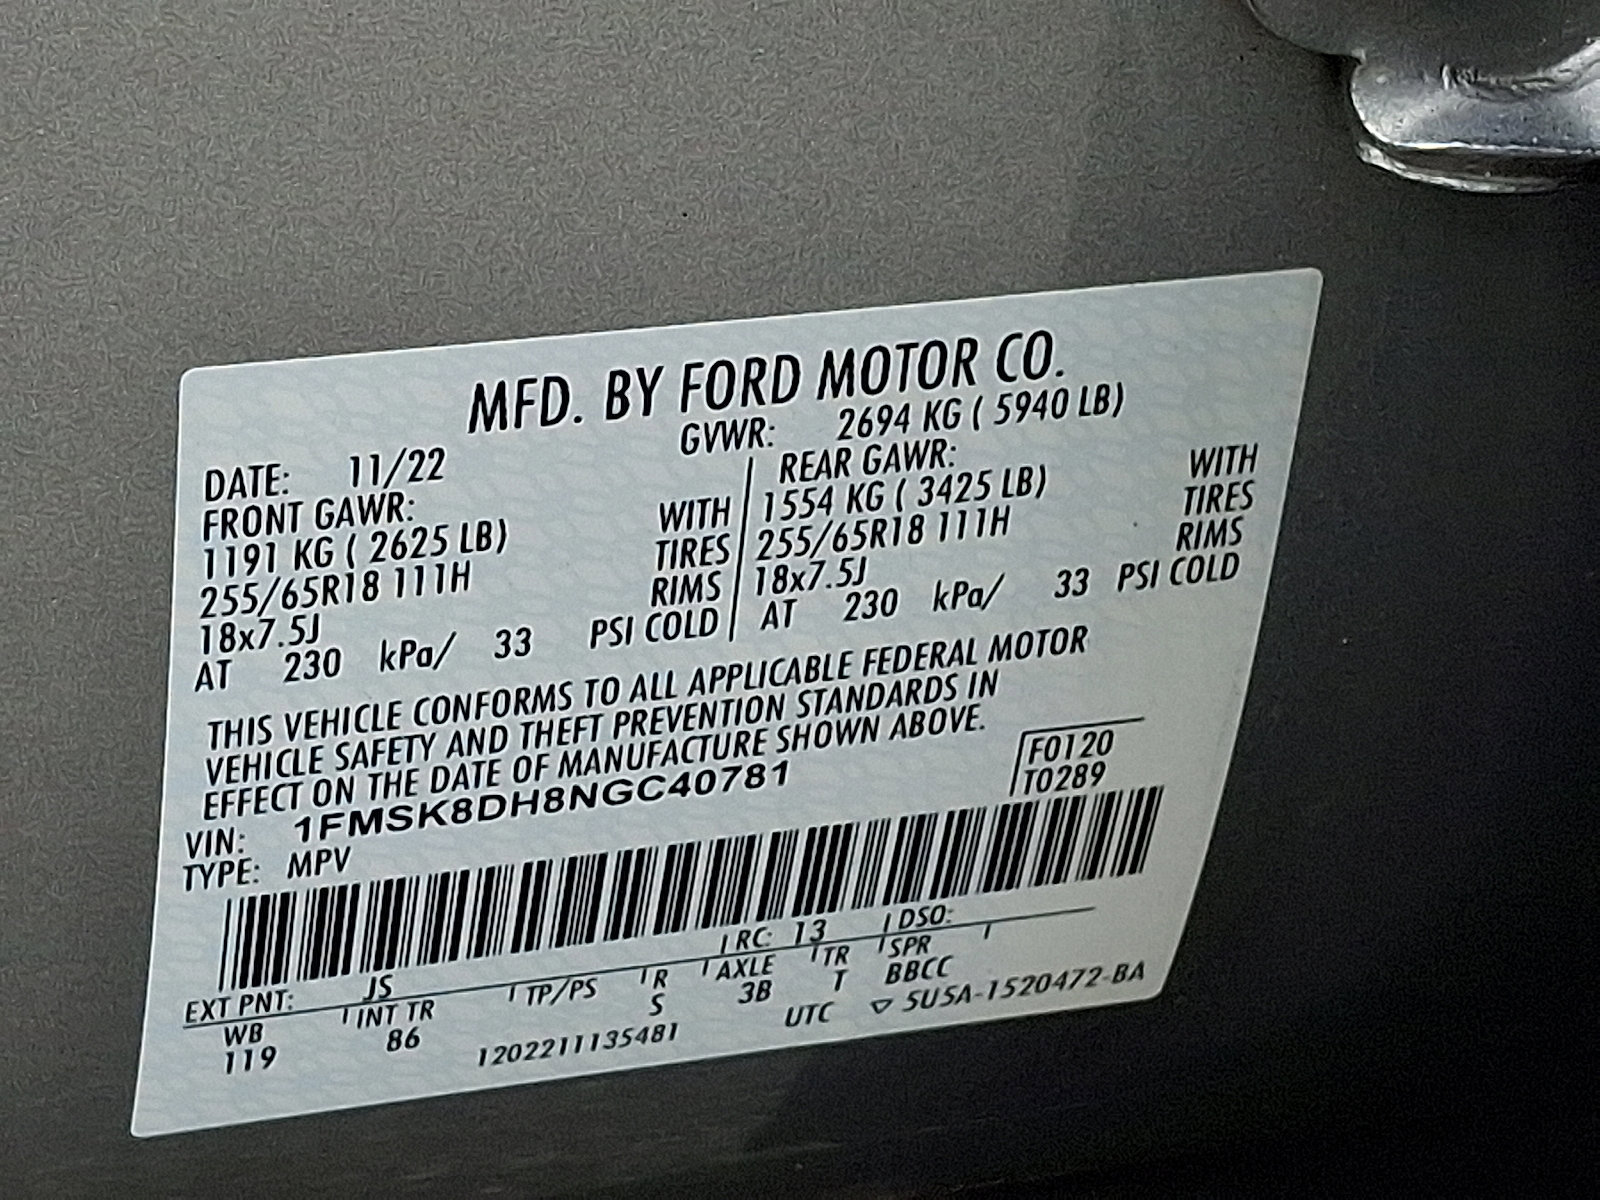 MFD. BY FORD MOTOR CO.
DATE: 11/22 GVWR: 2694 KG ( 5940 LB)
FRONT GAWR: REAR GAWR:
1191 KG ( 2625 LB) WITH 1554 KG ( 3425 LB) WITH
255/65R18 111H TIRES 255/65R18 111H TIRES
18x7.5J RIMS 18x7.5J RIMS
AT 230 kPa/ 33 PSI COLD AT 230 kPa/ 33 PSI COLD
THIS VEHICLE CONFORMS TO ALL APPLICABLE FEDERAL MOTOR
VEHICLE SAFETY AND THEFT PREVENTION STANDARDS IN
EFFECT ON THE DATE OF MANUFACTURE SHOWN ABOVE.
F0120
T0289
VIN: 1FMSK8DH8NGC40781
TYPE: MPV
EXT PNT: JS RC: 13 DSO:
WB INT TR TP/PS R AXLE TR SPR
119 86 S 3B T BBCC
1202211135481 UTC ▽ 5U5A-1520472-BA